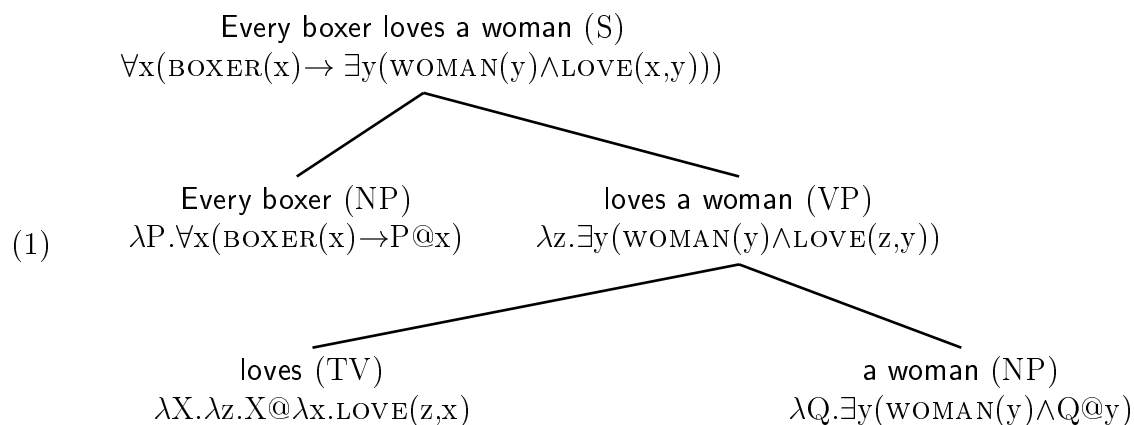 Every boxer loves a woman (S)
∀x(BOXER(x)→ ∃y(WOMAN(y)∧LOVE(x,y)))
Every boxer (NP) loves a woman (VP)
(1) λP.∀x(BOXER(x)→P@x) λz.∃y(WOMAN(y)∧LOVE(z,y))
loves (TV) a woman (NP)
λX.λz.X@λx.LOVE(z,x) λQ.∃y(WOMAN(y)∧Q@y)